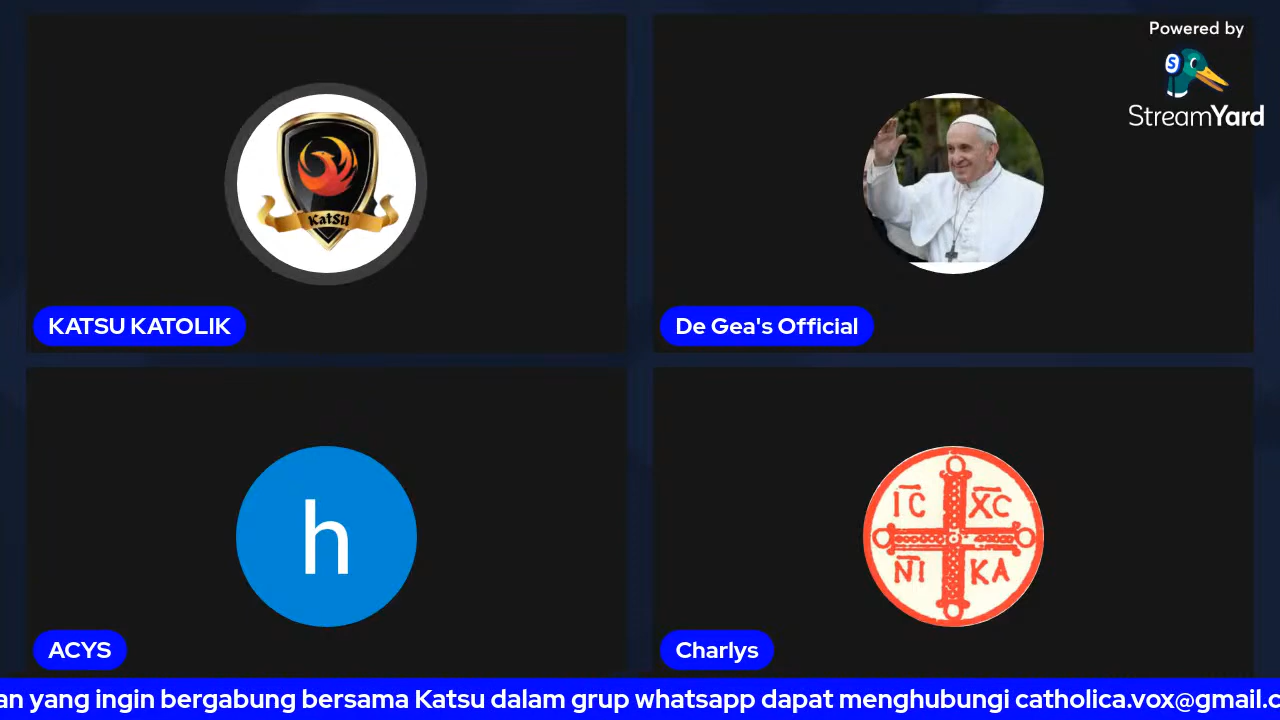 Powered by
S
StreamYard
KatSU
KATSU KATOLIK
De Gea's Official
h
IC XC
NI KA
ACYS
Charlys
an yang ingin bergabung bersama Katsu dalam grup whatsapp dapat menghubungi catholica.vox@gmail.c